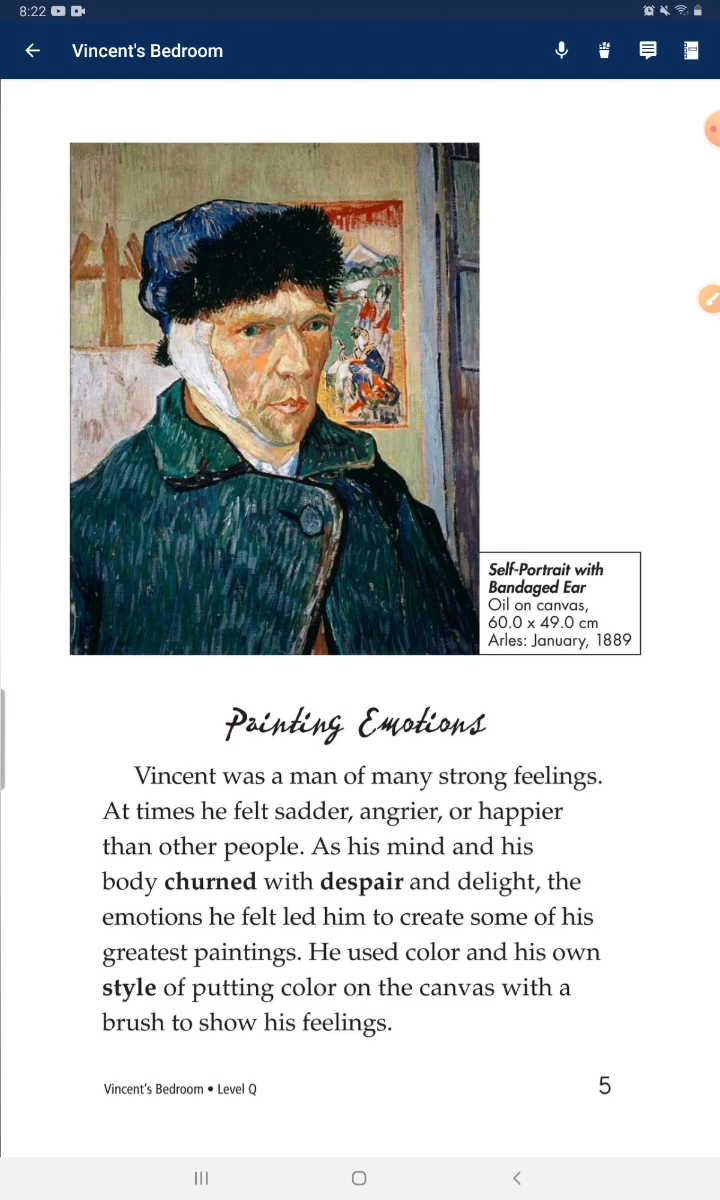 8:22
Vincent's Bedroom
Self-Portrait with
Bandaged Ear
Oil on canvas,
60.0 x 49.0 cm
Arles: January, 1889
Painting Emotions
Vincent was a man of many strong feelings.
At times he felt sadder, angrier, or happier
than other people. As his mind and his
body churned with despair and delight, the
emotions he felt led him to create some of his
greatest paintings. He used color and his own
style of putting color on the canvas with a
brush to show his feelings.
Vincent's Bedroom • Level Q
5